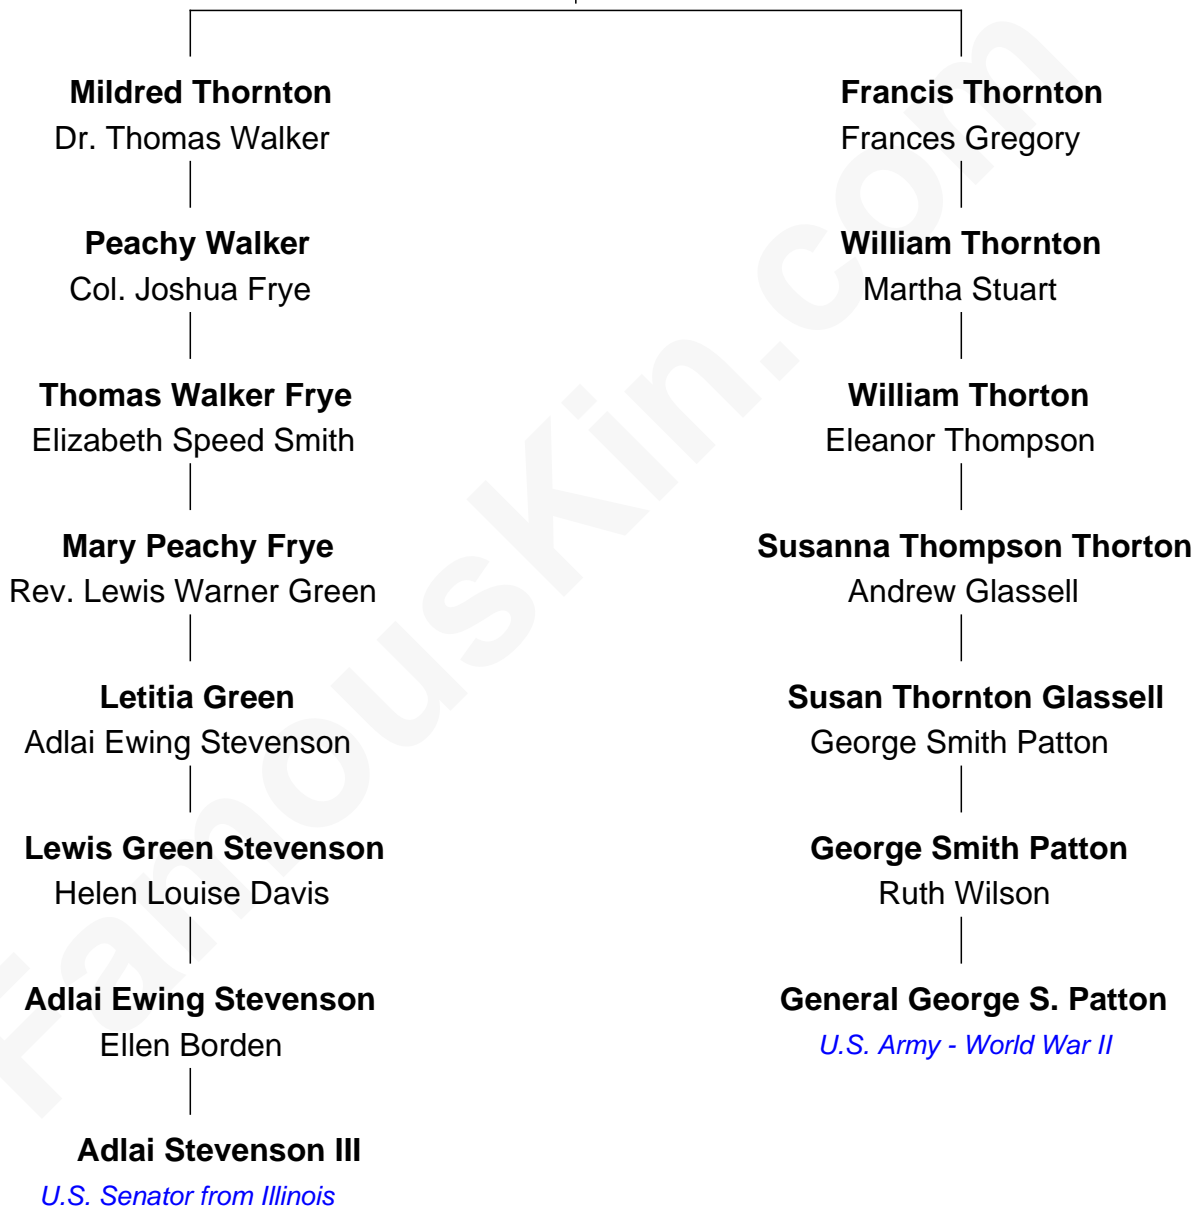 Mildred Thornton
Dr. Thomas Walker
Peachy Walker
Col. Joshua Frye
Thomas Walker Frye
Elizabeth Speed Smith
Mary Peachy Frye
Rev. Lewis Warner Green
Letitia Green
Adlai Ewing Stevenson
Lewis Green Stevenson
Helen Louise Davis
Adlai Ewing Stevenson
Ellen Borden
Adlai Stevenson III
U.S. Senator from Illinois
Francis Thornton
Frances Gregory
William Thornton
Martha Stuart
William Thorton
Eleanor Thompson
Susanna Thompson Thorton
Andrew Glassell
Susan Thornton Glassell
George Smith Patton
George Smith Patton
Ruth Wilson
General George S. Patton
U.S. Army - World War II
FamousKin.com